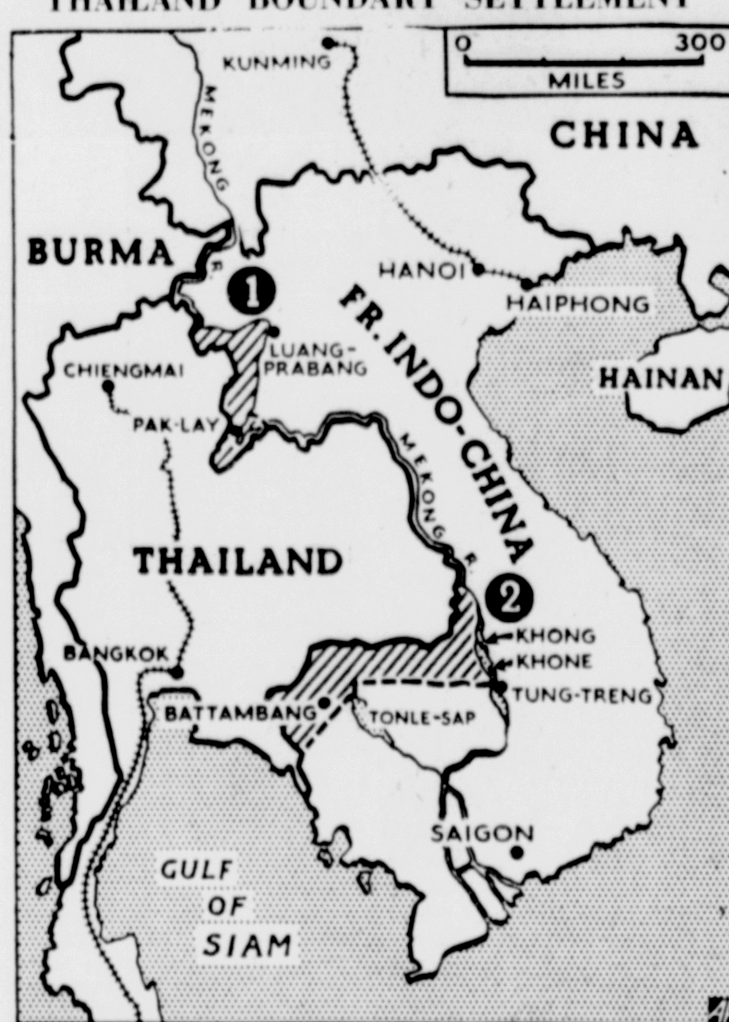 THAILAND BOUNDARY SETTLEMENT
0 300
MILES
KUNMING
MEKONG
R.
CHINA
BURMA
1
HANOI
HAIPHONG
FR. INDO-CHINA
LUANG-
PRABANG
HAINAN
CHIENGMAI
PAK-LAY
MEKONG R.
THAILAND
2
KHONG
KHONE
BANGKOK
TUNG-TRENG
BATTAMBANG
TONLE-SAP
SAIGON
GULF
OF
SIAM